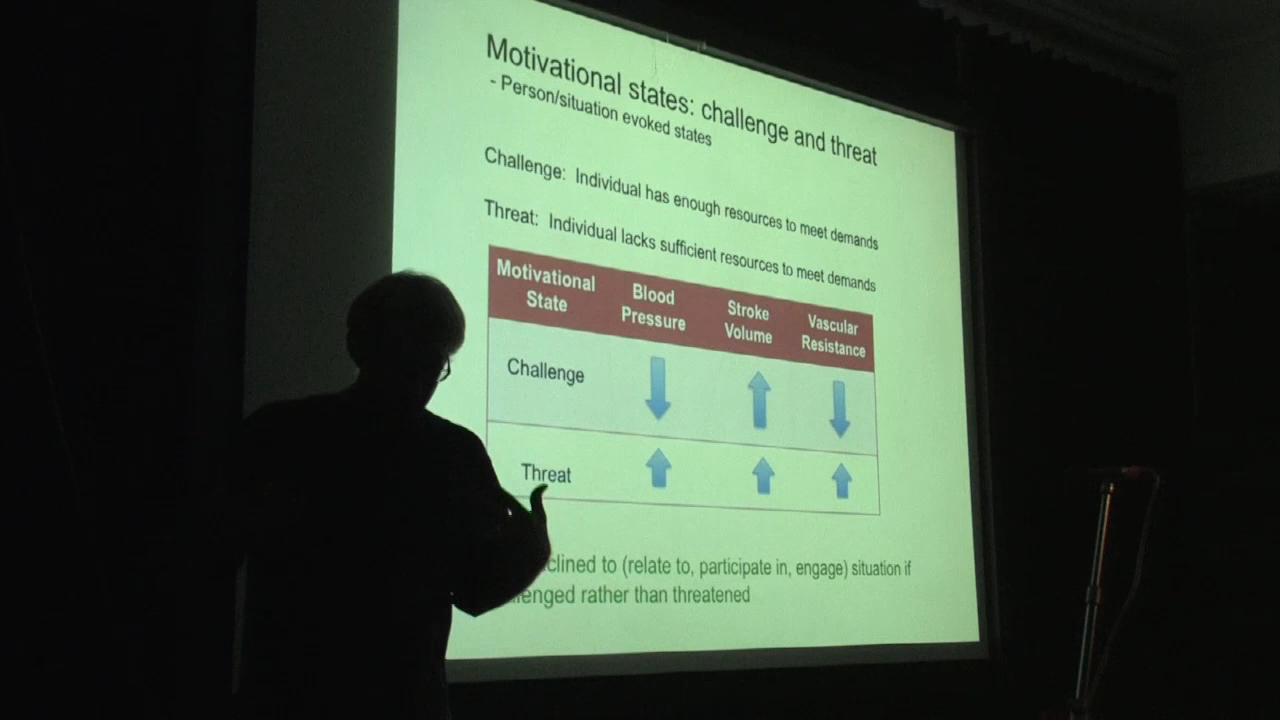 Motivational states: challenge and threat
- Person/situation evoked states
Challenge: Individual has enough resources to meet demands
Threat: Individual lacks sufficient resources to meet demands
Motivational State Blood Pressure Stroke Volume Vascular Resistance
Challenge
Threat
to (relate to, participate in, engage) situation if
rather than threatened